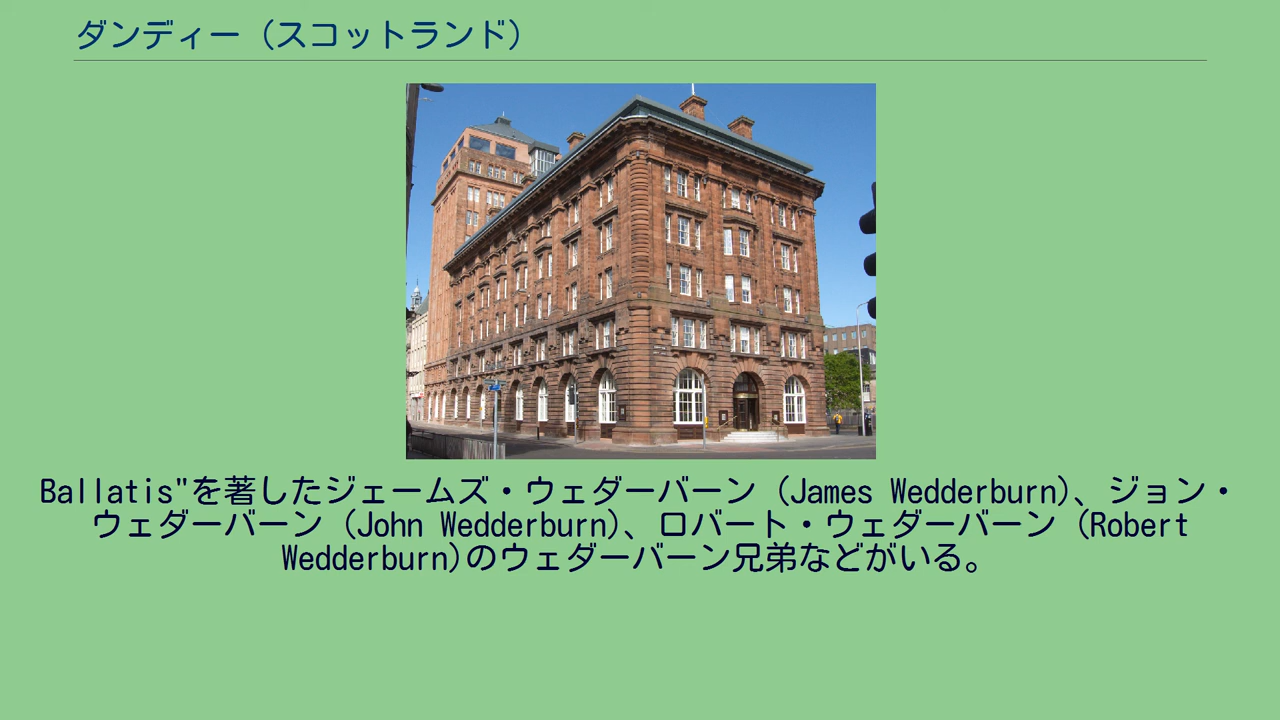 ダンディー（スコットランド）
Ballatis"を著したジェームズ・ウェダーバーン（James Wedderburn)、ジョン・
ウェダーバーン（John Wedderburn)、ロバート・ウェダーバーン（Robert
Wedderburn)のウェダーバーン兄弟などがいる。